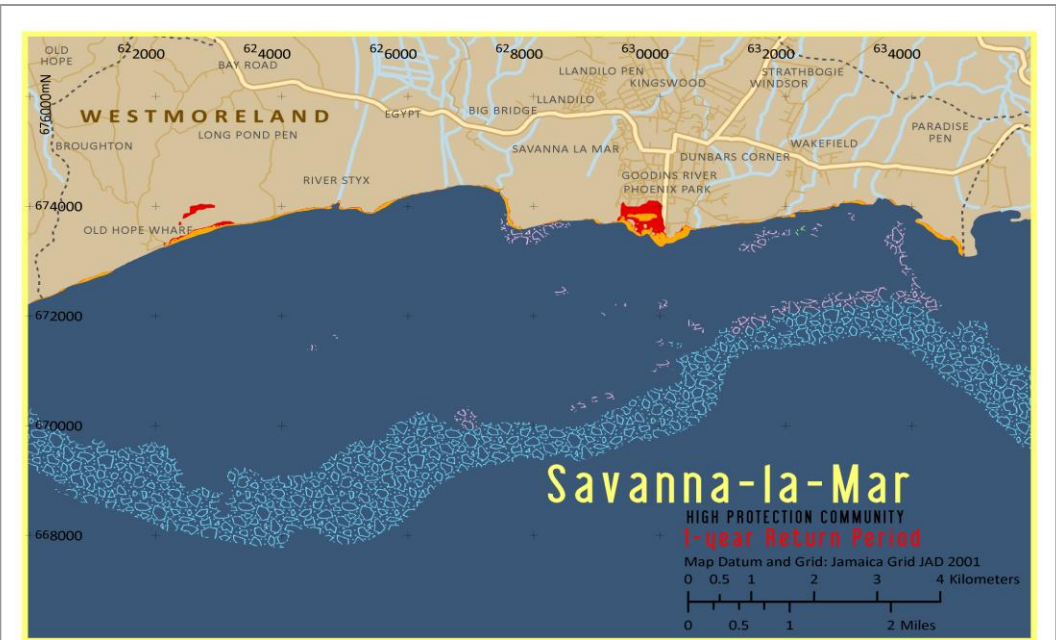 622000 624000 626000 628000 630000 632000 634000
OLD HOPE
BAY ROAD
LLANDILO PEN
KINGSWOOD
STRATHBOGIE
WINDSOR
676000mN
WESTMORELAND
EGYPT
BIG BRIDGE
LLANDILO
LONG POND PEN
PARADISE PEN
BROUGHTON
SAVANNA LA MAR
DUNBARS CORNER
WAKEFIELD
RIVER STYX
GOODINS RIVER
PHOENIX PARK
674000
OLD HOPE WHARF
672000
670000
668000
Savanna-la-Mar
HIGH PROTECTION COMMUNITY
1-year Return Period
Map Datum and Grid: Jamaica Grid JAD 2001
0 0.5 1 2 3 4 Kilometers
0 0.5 1 2 Miles